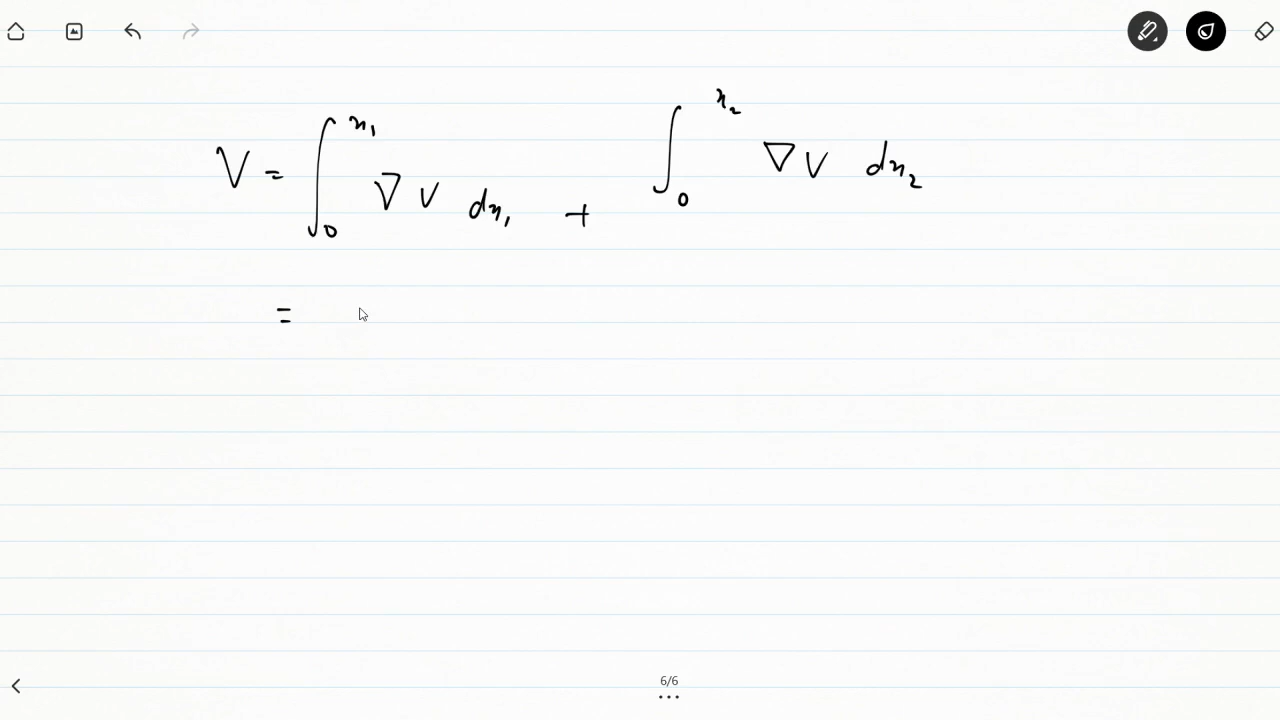 V = ∫₀^{x₁} ∇ V dx₁ + ∫₀^{x₂} ∇ V dx₂
=
6/6